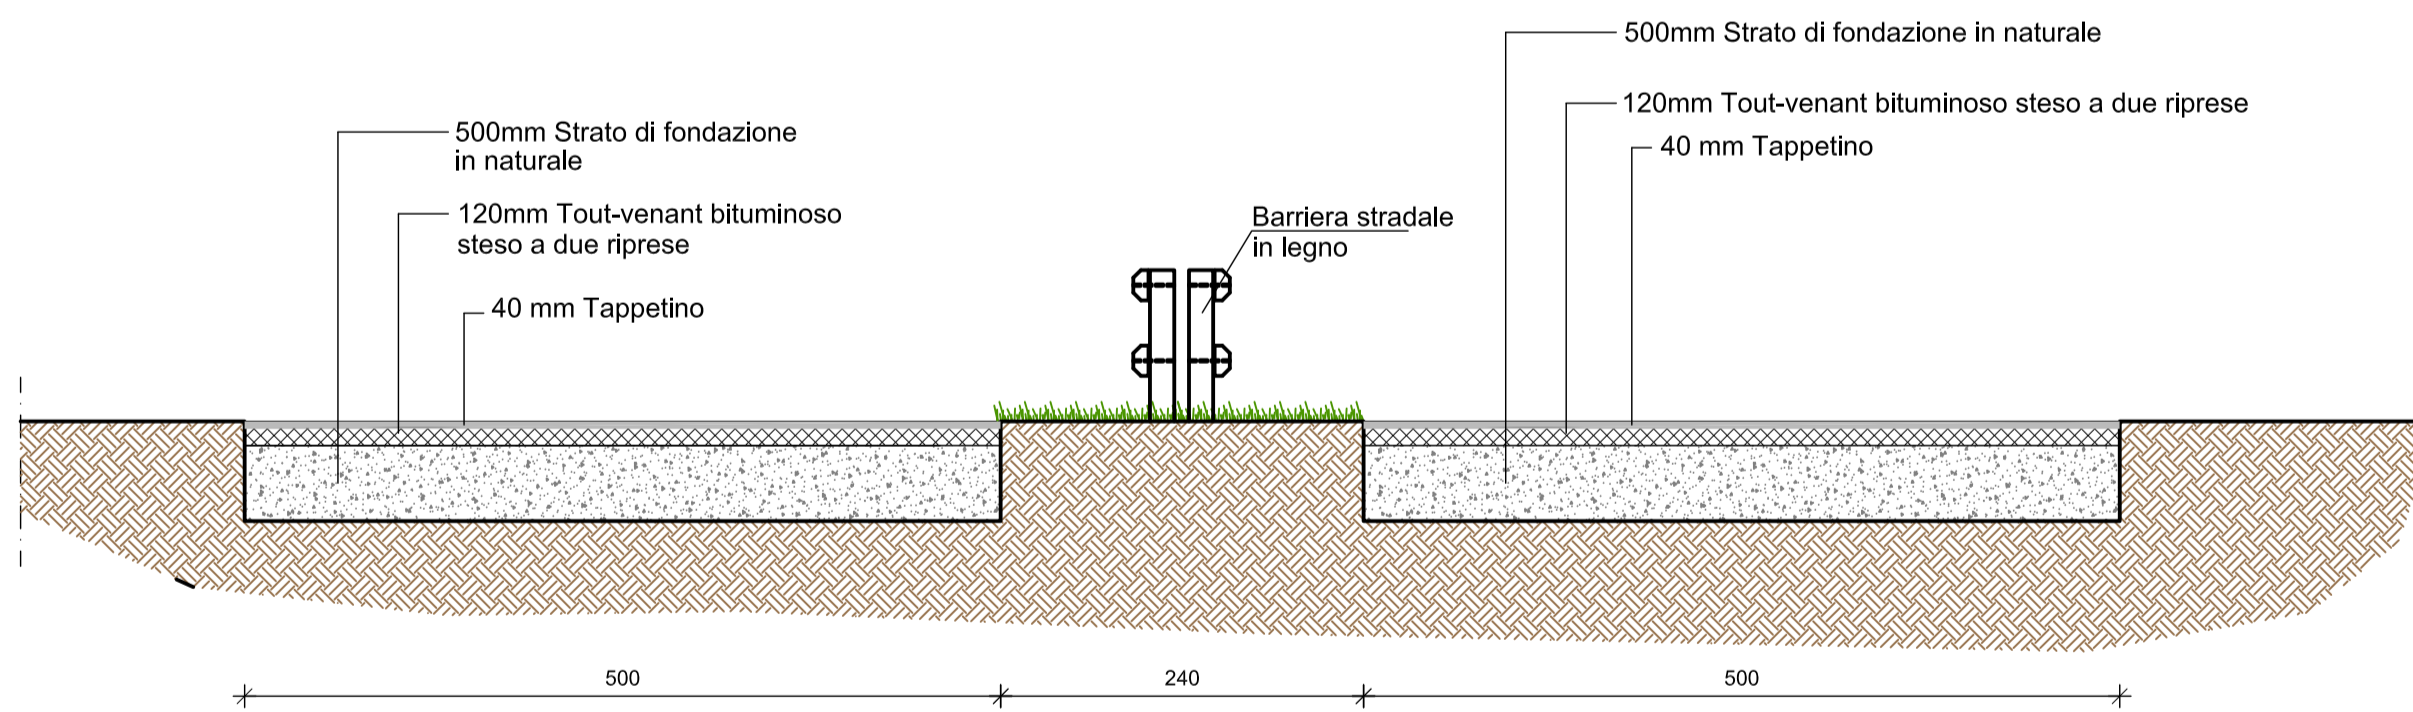 500mm Strato di fondazione
in naturale
120mm Tout-venant bituminoso
steso a due riprese
40 mm Tappetino
Barriera stradale
in legno
500mm Strato di fondazione in naturale
120mm Tout-venant bituminoso steso a due riprese
40 mm Tappetino
500
240
500